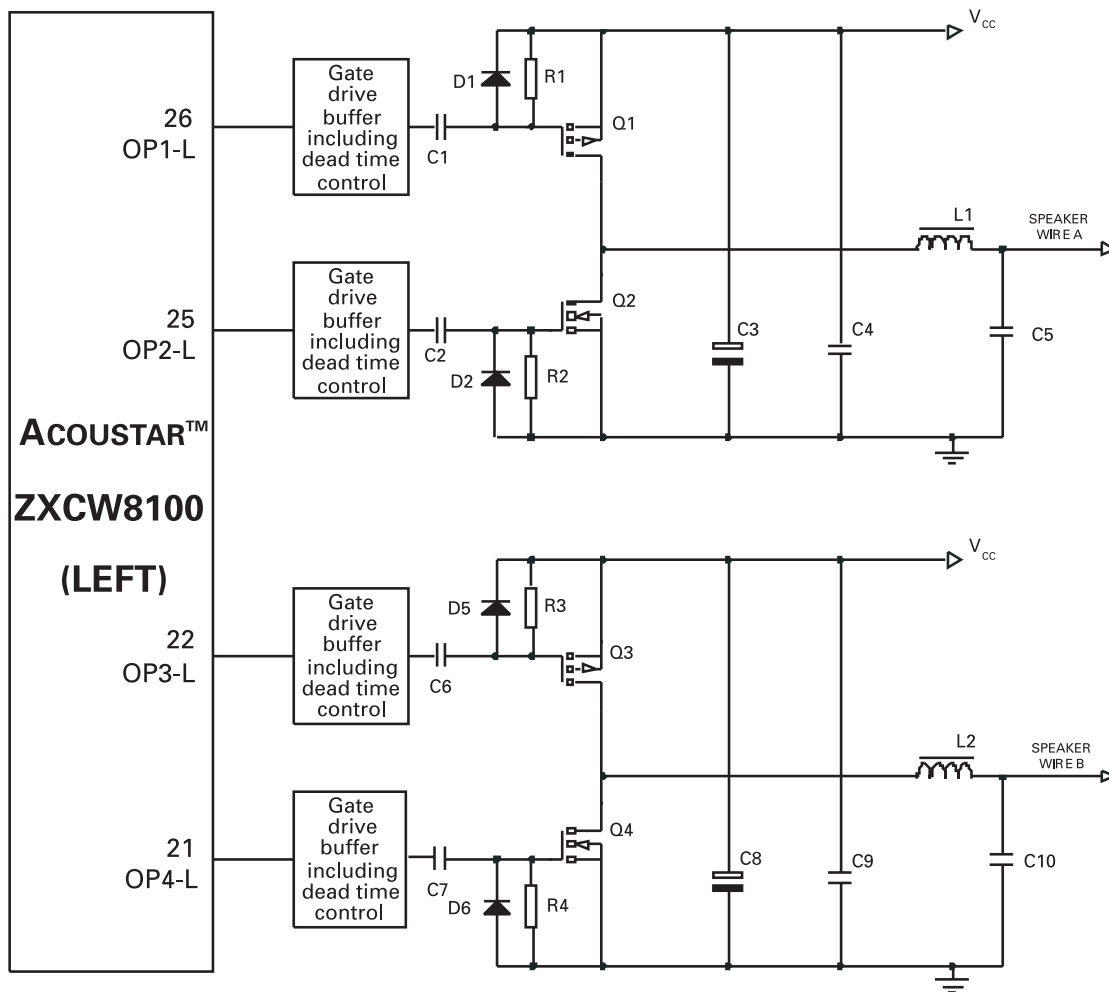 V_CC
Gate
drive
buffer
including
dead time
control
D1
R1
26
OP1-L
C1
Q1
L1
SPEAKER
WIRE A
Gate
drive
buffer
including
dead time
control
25
OP2-L
C2
Q2
D2
R2
C3
C4
C5
ACOUSTAR™
ZXCW8100
(LEFT)
V_CC
Gate
drive
buffer
including
dead time
control
D5
R3
22
OP3-L
C6
Q3
L2
SPEAKER
WIRE B
Gate
drive
buffer
including
dead time
control
21
OP4-L
C7
Q4
D6
R4
C8
C9
C10